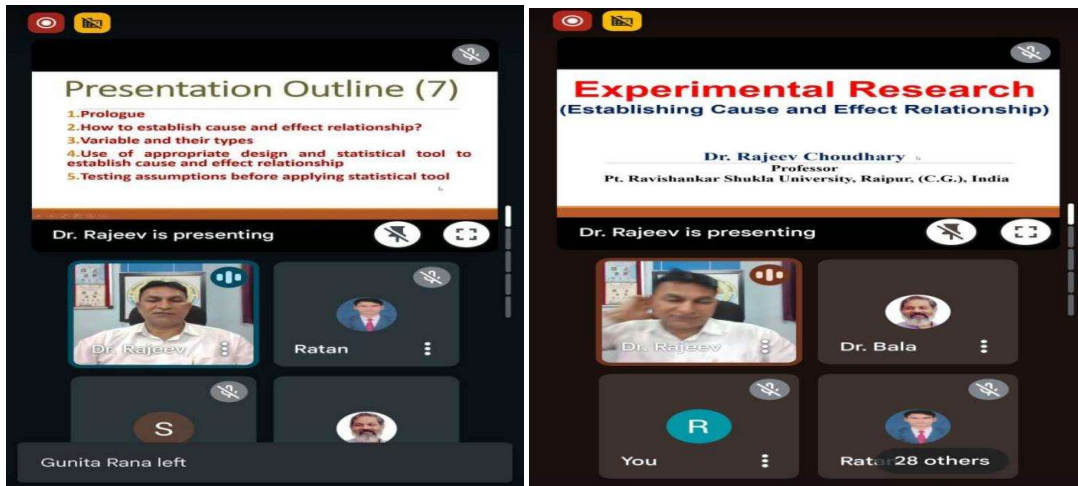 Presentation Outline (7)
1.Prologue
2.How to establish cause and effect relationship?
3.Variable and their types
4.Use of appropriate design and statistical tool to
establish cause and effect relationship
5.Testing assumptions before applying statistical tool
Dr. Rajeev is presenting
Dr. Rajeev
Ratan
S
Gunita Rana left
Experimental Research
(Establishing Cause and Effect Relationship)
Dr. Rajeev Choudhary
Professor
Pt. Ravishankar Shukla University, Raipur, (C.G.), India
Dr. Rajeev is presenting
Dr. Rajeev
Dr. Bala
R
You
Ratan
28 others